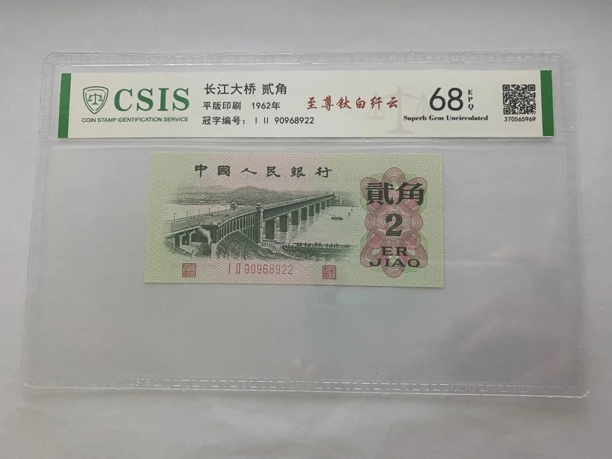 CSIS
COIN STAMP IDENTIFICATION SERVICE
长江大桥 贰角
平版印刷 1962年
冠字编号: I II 90968922
至尊钛白纤云
68 EPQ
Superb Gem Uncirculated
370565969
中國人民銀行
貳角
2
ER
JIAO
I II 90968922
CSIS